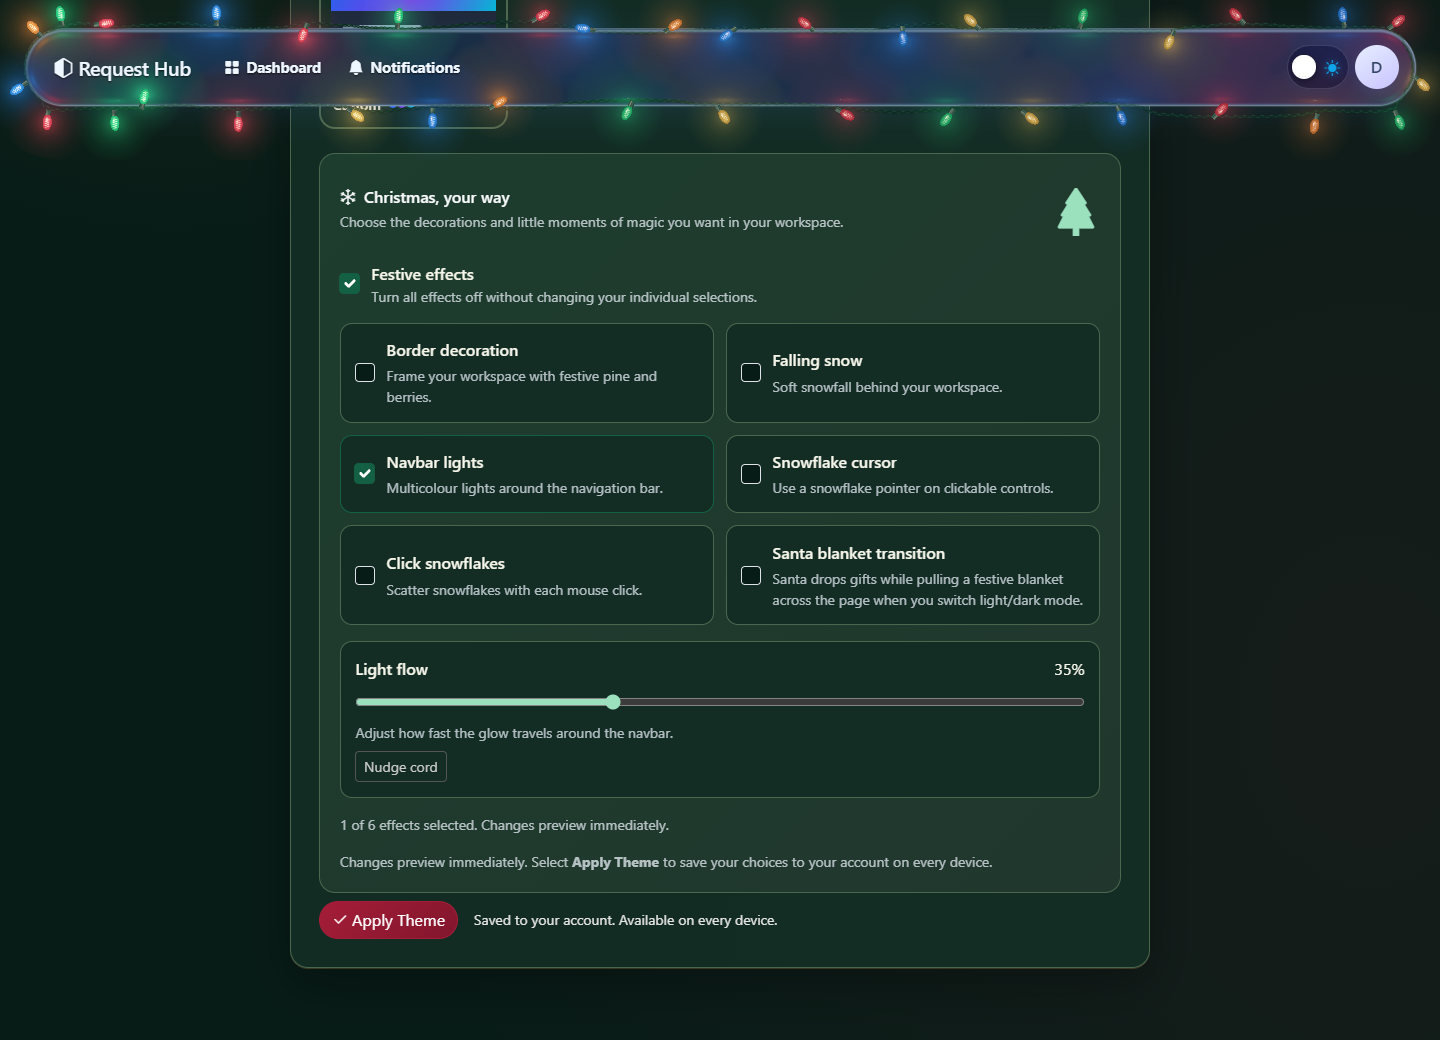 Request Hub
Dashboard
Notifications
D
Christmas, your way
Choose the decorations and little moments of magic you want in your workspace.
Festive effects
Turn all effects off without changing your individual selections.
Border decoration
Frame your workspace with festive pine and
berries.
Falling snow
Soft snowfall behind your workspace.
Navbar lights
Multicolour lights around the navigation bar.
Snowflake cursor
Use a snowflake pointer on clickable controls.
Click snowflakes
Scatter snowflakes with each mouse click.
Santa blanket transition
Santa drops gifts while pulling a festive blanket
across the page when you switch light/dark mode.
Light flow
35%
Adjust how fast the glow travels around the navbar.
Nudge cord
1 of 6 effects selected. Changes preview immediately.
Changes preview immediately. Select Apply Theme to save your choices to your account on every device.
Apply Theme
Saved to your account. Available on every device.